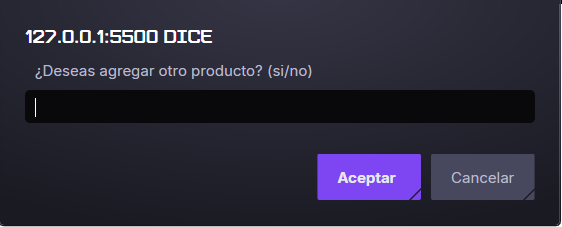 127.0.0.1:5500 DICE
¿Deseas agregar otro producto? (si/no)
Aceptar
Cancelar